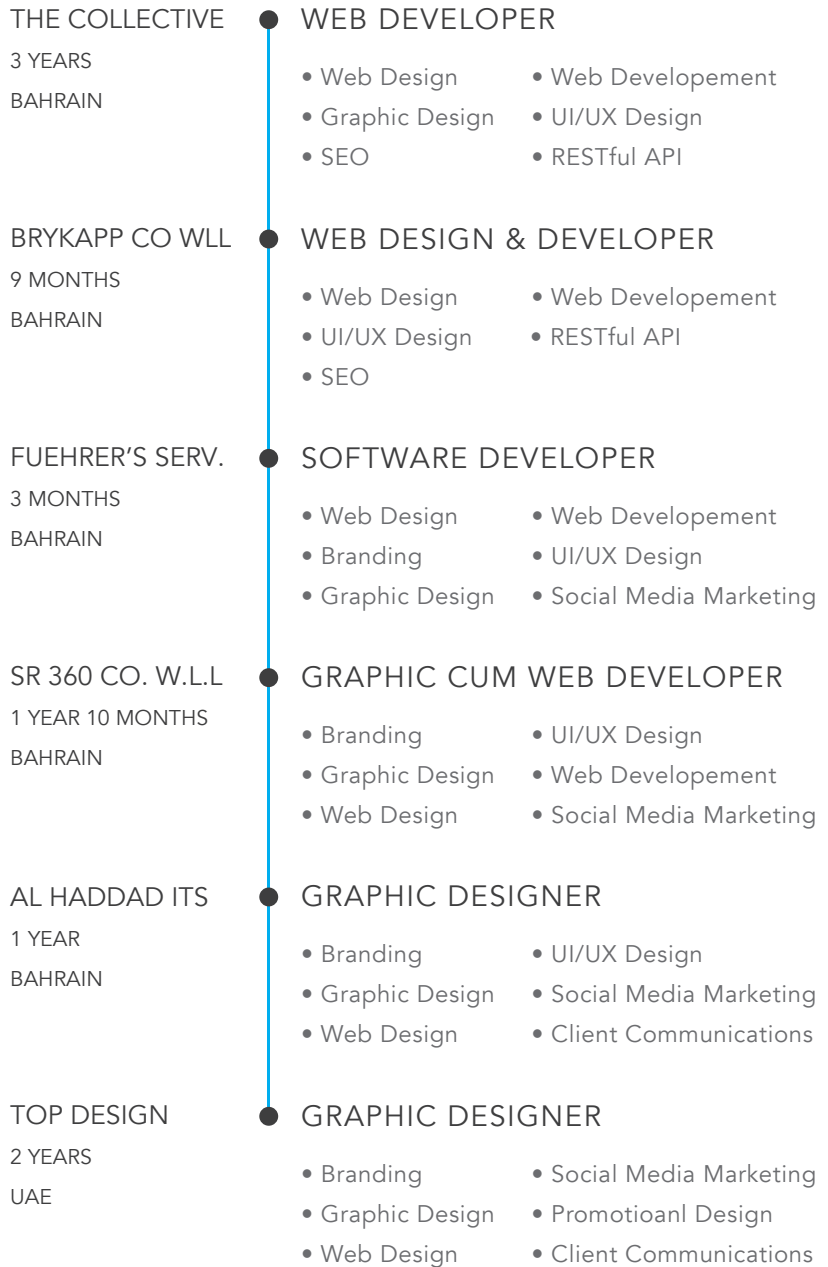 THE COLLECTIVE
3 YEARS
BAHRAIN
WEB DEVELOPER
• Web Design • Web Developement
• Graphic Design • UI/UX Design
• SEO • RESTful API
BRYKAPP CO WLL
9 MONTHS
BAHRAIN
WEB DESIGN & DEVELOPER
• Web Design • Web Developement
• UI/UX Design • RESTful API
• SEO
FUEHRER’S SERV.
3 MONTHS
BAHRAIN
SOFTWARE DEVELOPER
• Web Design • Web Developement
• Branding • UI/UX Design
• Graphic Design • Social Media Marketing
SR 360 CO. W.L.L
1 YEAR 10 MONTHS
BAHRAIN
GRAPHIC CUM WEB DEVELOPER
• Branding • UI/UX Design
• Graphic Design • Web Developement
• Web Design • Social Media Marketing
AL HADDAD ITS
1 YEAR
BAHRAIN
GRAPHIC DESIGNER
• Branding • UI/UX Design
• Graphic Design • Social Media Marketing
• Web Design • Client Communications
TOP DESIGN
2 YEARS
UAE
GRAPHIC DESIGNER
• Branding • Social Media Marketing
• Graphic Design • Promotioanl Design
• Web Design • Client Communications